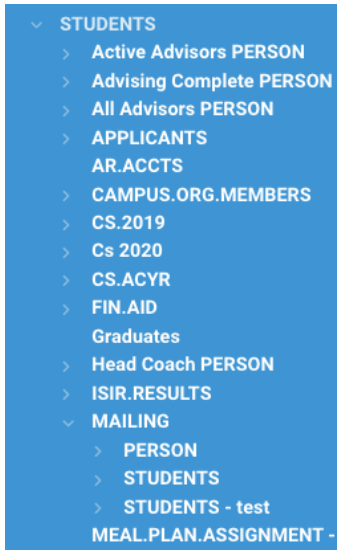 STUDENTS
Active Advisors PERSON
Advising Complete PERSON
All Advisors PERSON
APPLICANTS
AR.ACCTS
CAMPUS.ORG.MEMBERS
CS.2019
Cs 2020
CS.ACYR
FIN.AID
Graduates
Head Coach PERSON
ISIR.RESULTS
MAILING
PERSON
STUDENTS
STUDENTS - test
MEAL.PLAN.ASSIGNMENT -